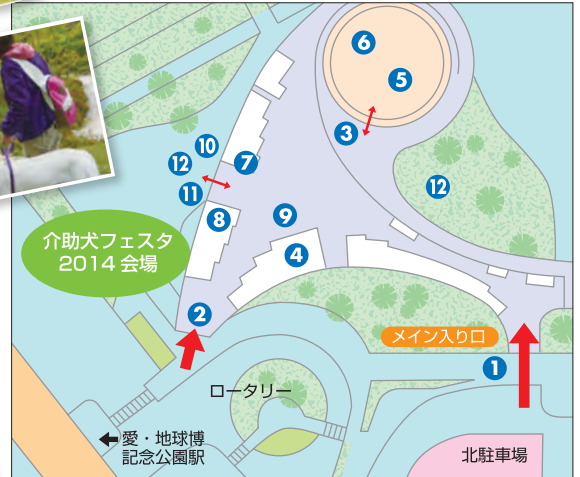 6
5
3
10
12
7
11
12
8
9
介助犬フェスタ
2014 会場
4
2
メイン入り口
1
ロータリー
愛・地球博
記念公園駅
北駐車場